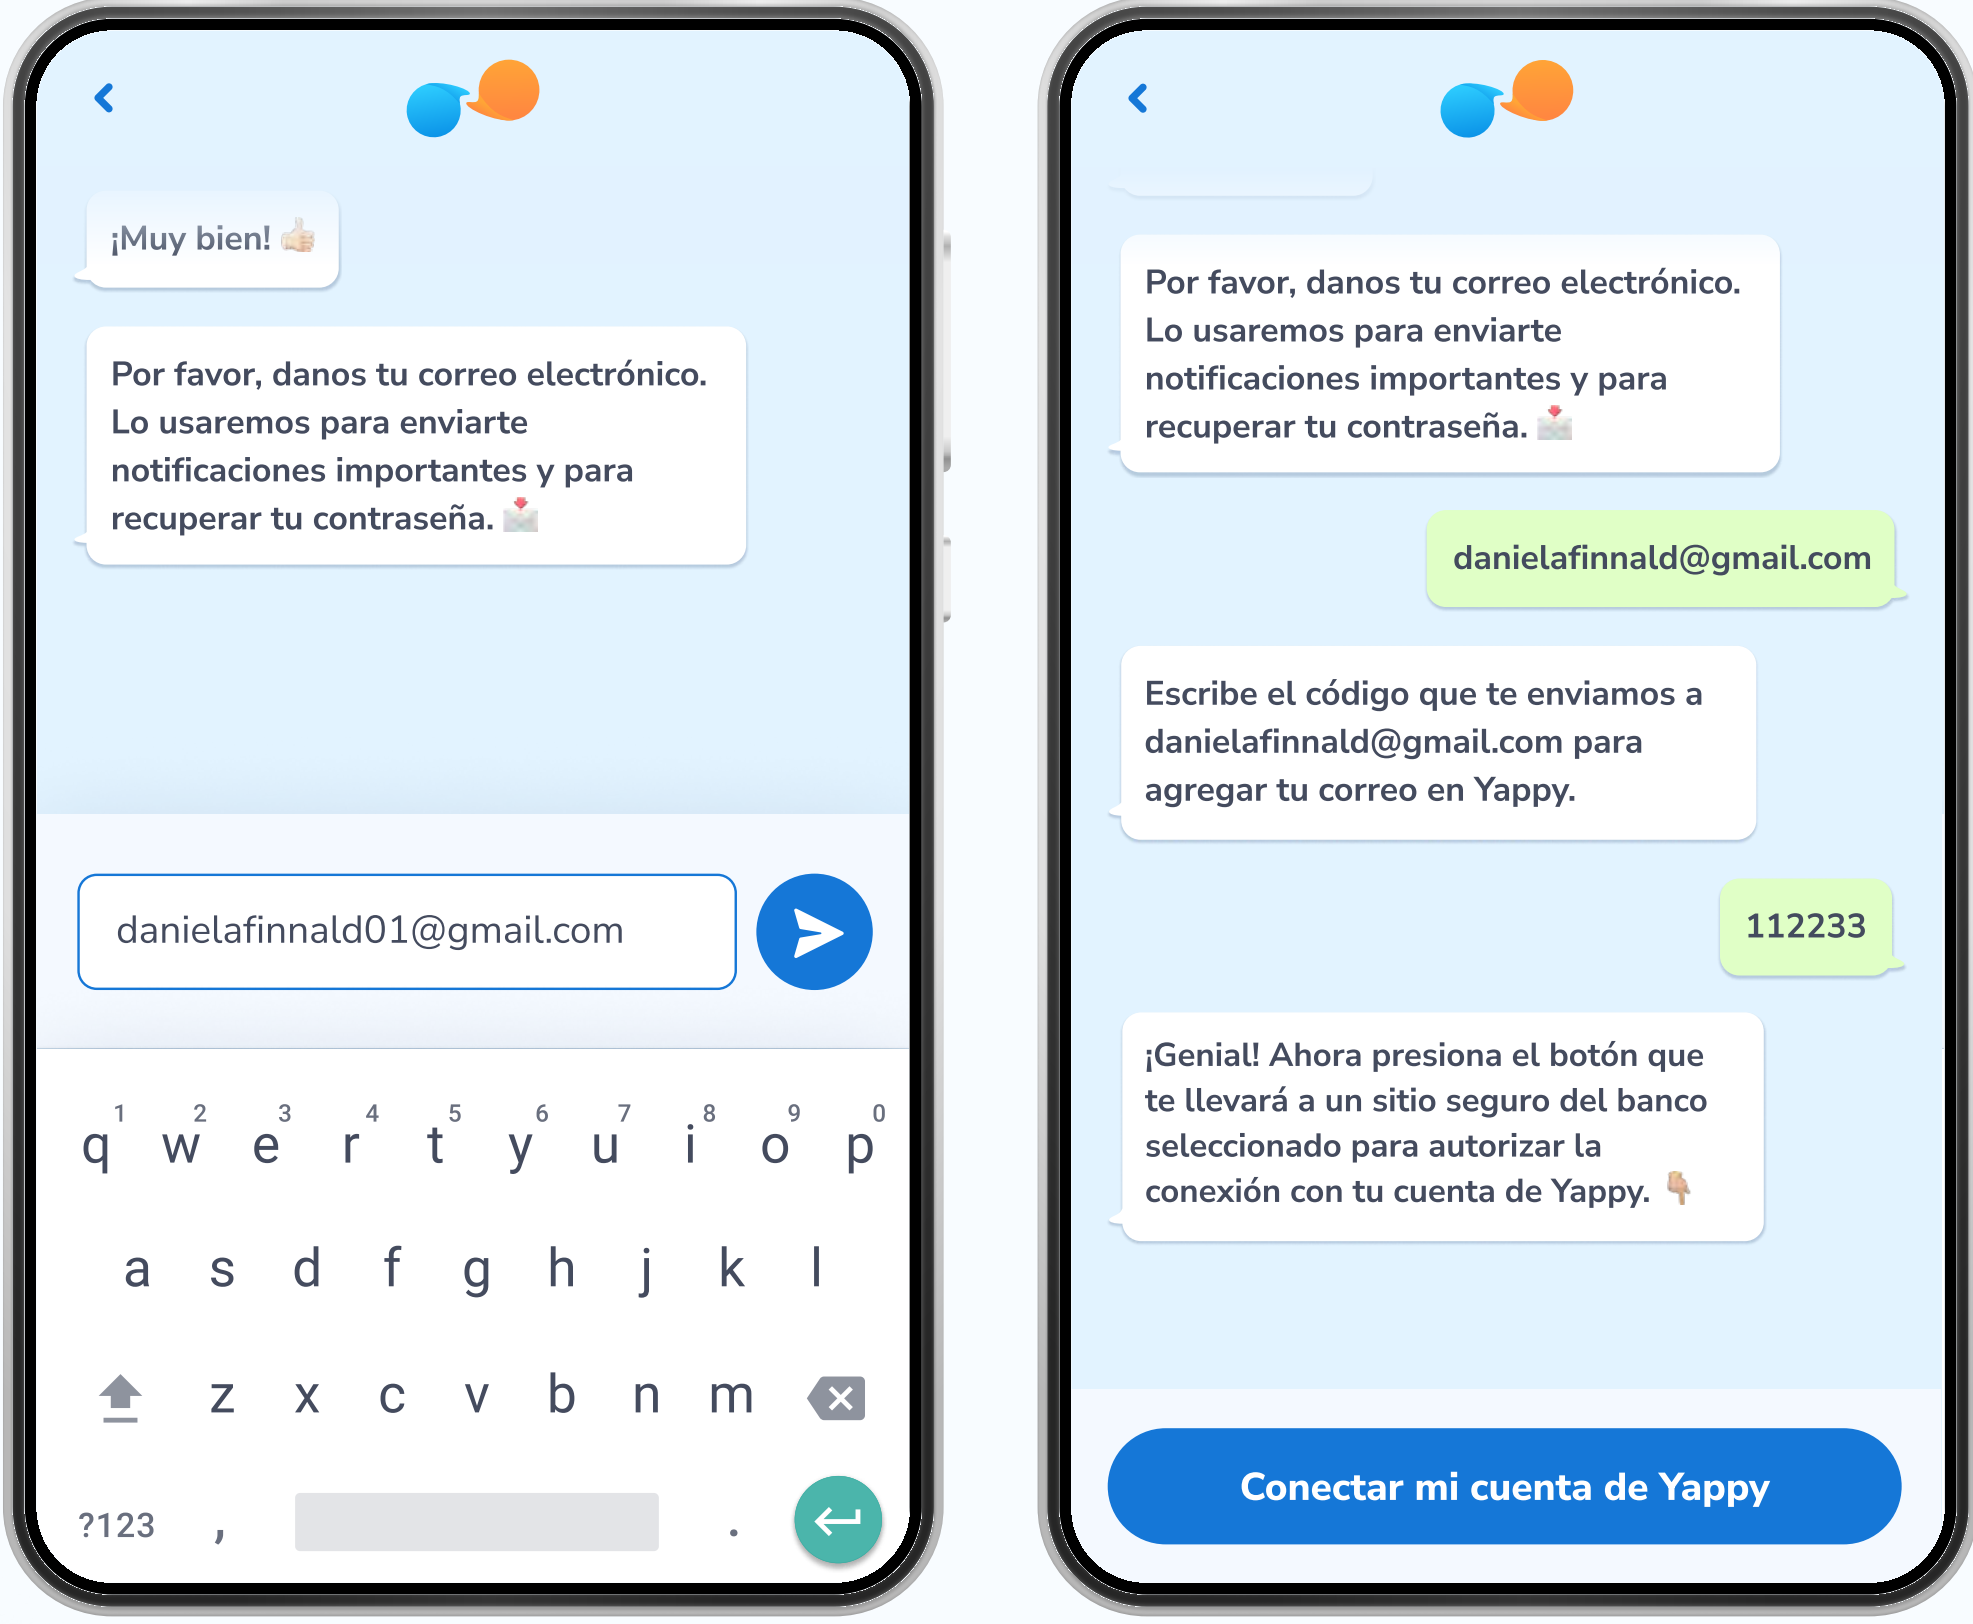 ¡Muy bien! 👍🏻
Por favor, danos tu correo electrónico.
Lo usaremos para enviarte
notificaciones importantes y para
recuperar tu contraseña. 📩
danielafinnald01@gmail.com
1 2 3 4 5 6 7 8 9 0
q w e r t y u i o p
a s d f g h j k l
z x c v b n m
?123 , .
Por favor, danos tu correo electrónico.
Lo usaremos para enviarte
notificaciones importantes y para
recuperar tu contraseña. 📩
danielafinnald@gmail.com
Escribe el código que te enviamos a
danielafinnald@gmail.com para
agregar tu correo en Yappy.
112233
¡Genial! Ahora presiona el botón que
te llevará a un sitio seguro del banco
seleccionado para autorizar la
conexión con tu cuenta de Yappy. 👇🏼
Conectar mi cuenta de Yappy